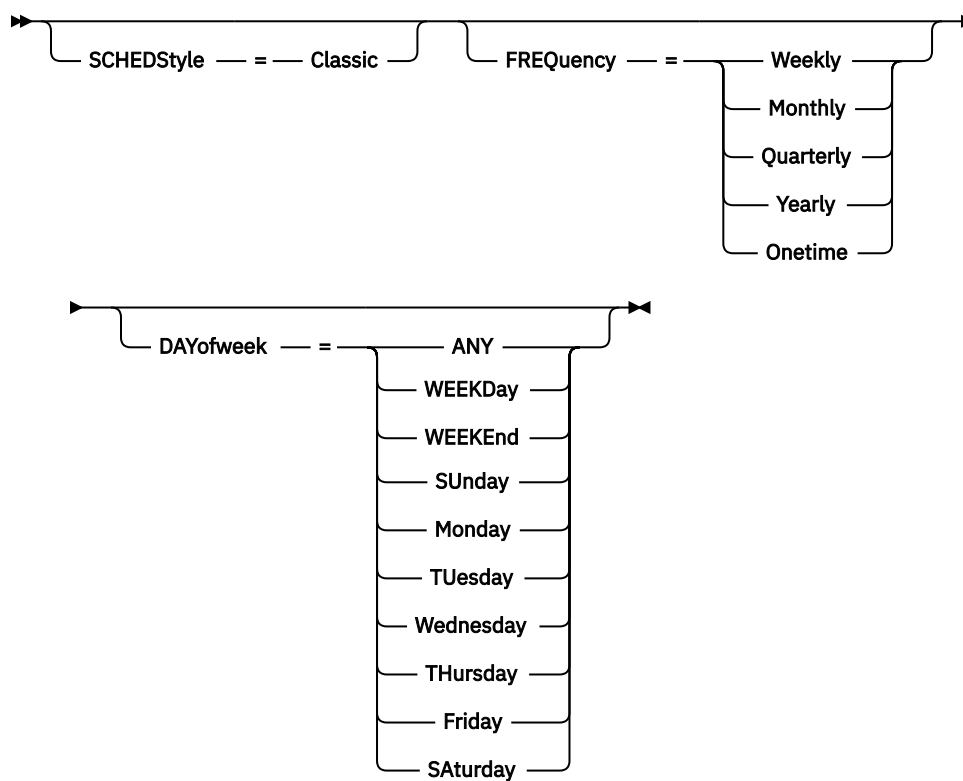 SCHEDStyle = Classic FREQuency = Weekly
Monthly
Quarterly
Yearly
Onetime
DAYofweek = ANY
WEEKDay
WEEKEnd
SUnday
Monday
TUesday
Wednesday
THursday
Friday
SAturday